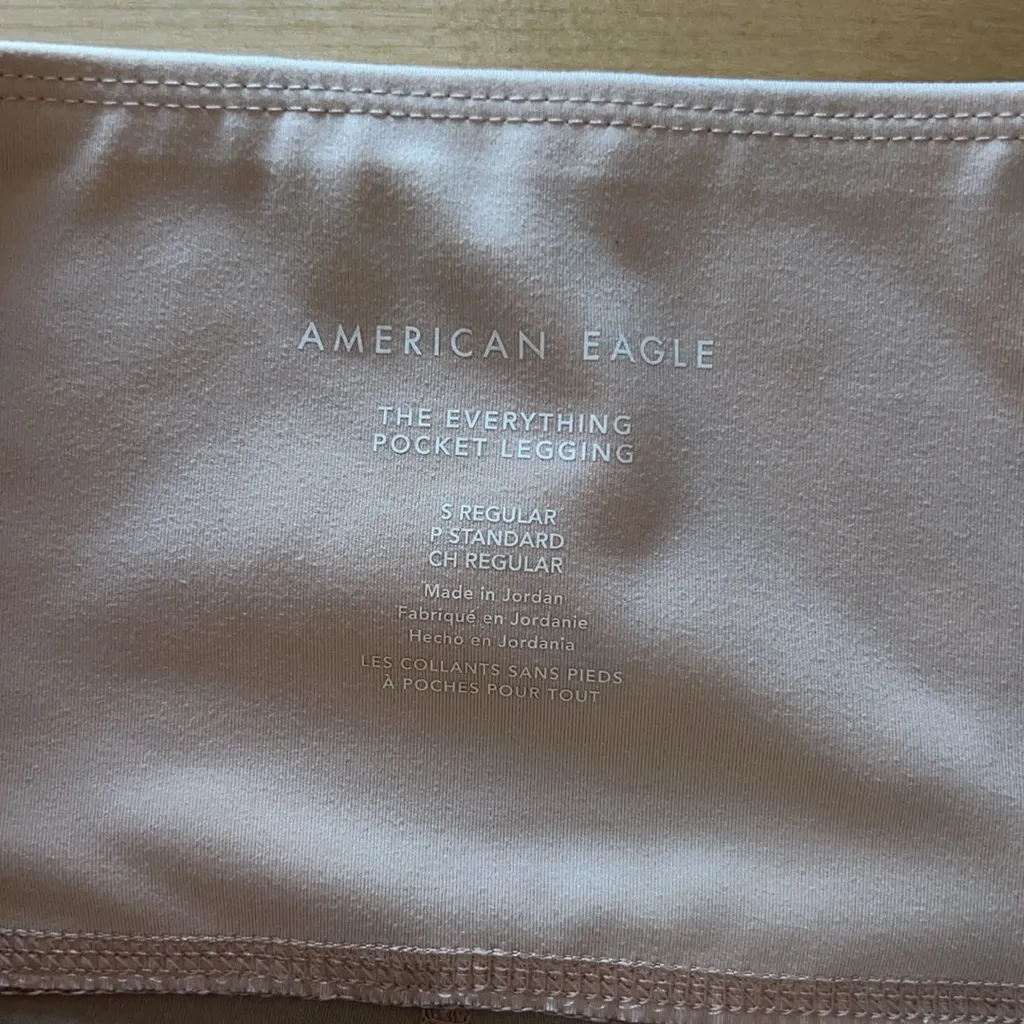 AMERICAN EAGLE
THE EVERYTHING
POCKET LEGGING
S REGULAR
P STANDARD
CH REGULAR
Made in Jordan
Fabriqué en Jordanie
Hecho en Jordania
LES COLLANTS SANS PIEDS
À POCHES POUR TOUT